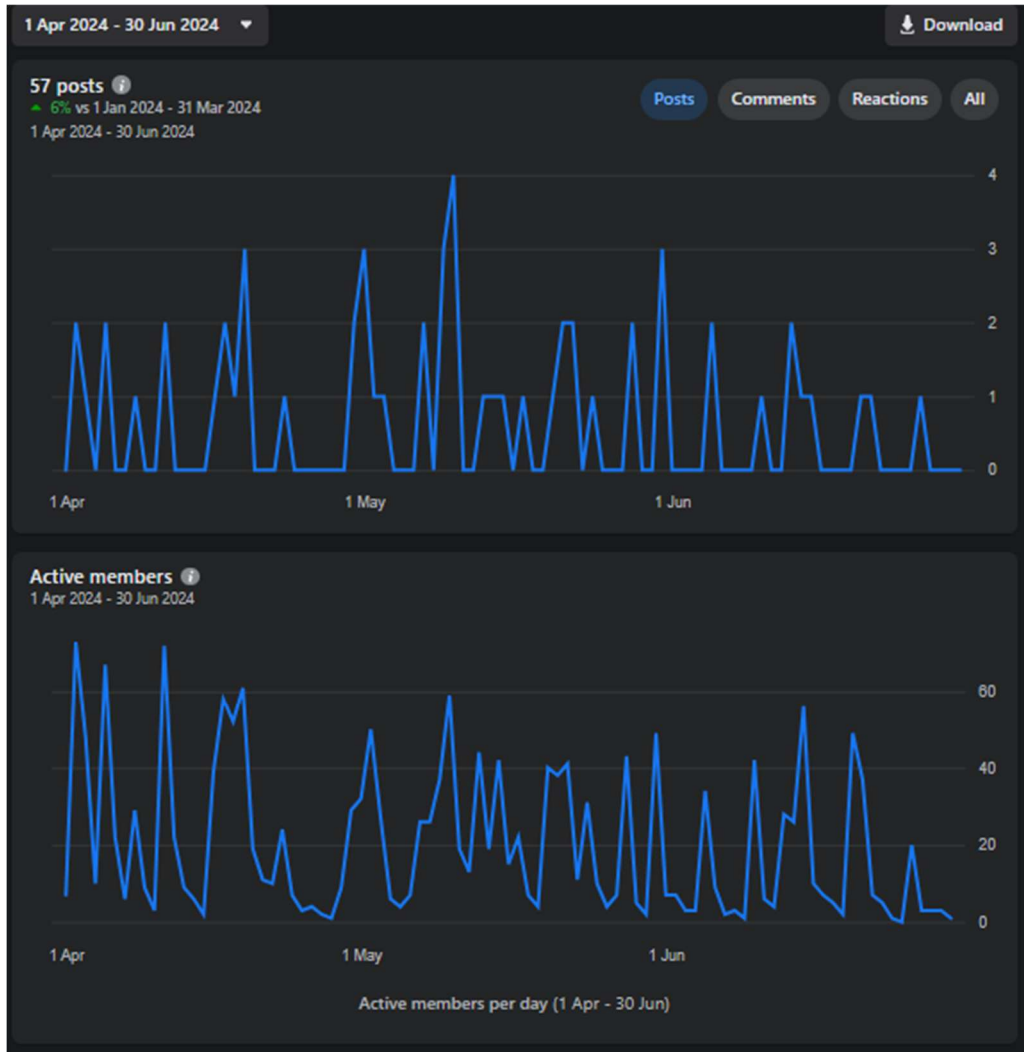 1 Apr 2024 - 30 Jun 2024
Download
57 posts
6% vs 1 Jan 2024 - 31 Mar 2024
1 Apr 2024 - 30 Jun 2024
Posts Comments Reactions All
4
3
2
1
0
1 Apr 1 May 1 Jun
Active members
1 Apr 2024 - 30 Jun 2024
60
40
20
0
1 Apr 1 May 1 Jun
Active members per day (1 Apr - 30 Jun)